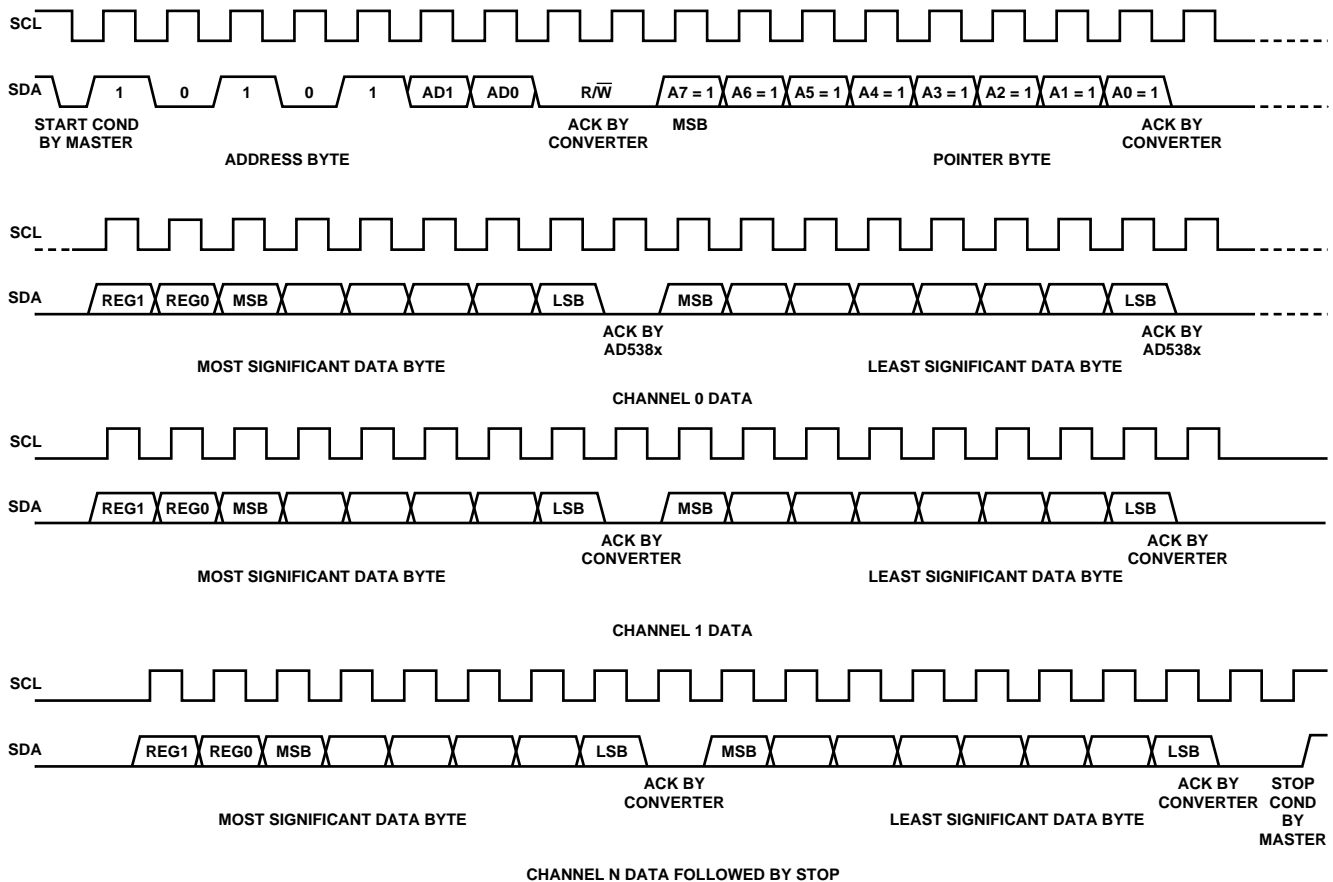 SCL
SDA 1 0 1 0 1 AD1 AD0 R/W̅ A7 = 1 A6 = 1 A5 = 1 A4 = 1 A3 = 1 A2 = 1 A1 = 1 A0 = 1
START COND BY MASTER
ACK BY CONVERTER
MSB
ACK BY CONVERTER
ADDRESS BYTE
POINTER BYTE
SCL
SDA REG1 REG0 MSB LSB MSB LSB
ACK BY AD538x
ACK BY AD538x
MOST SIGNIFICANT DATA BYTE
LEAST SIGNIFICANT DATA BYTE
CHANNEL 0 DATA
SCL
SDA REG1 REG0 MSB LSB MSB LSB
ACK BY CONVERTER
ACK BY CONVERTER
MOST SIGNIFICANT DATA BYTE
LEAST SIGNIFICANT DATA BYTE
CHANNEL 1 DATA
SCL
SDA REG1 REG0 MSB LSB MSB LSB
ACK BY CONVERTER
ACK BY CONVERTER
STOP COND BY MASTER
MOST SIGNIFICANT DATA BYTE
LEAST SIGNIFICANT DATA BYTE
CHANNEL N DATA FOLLOWED BY STOP